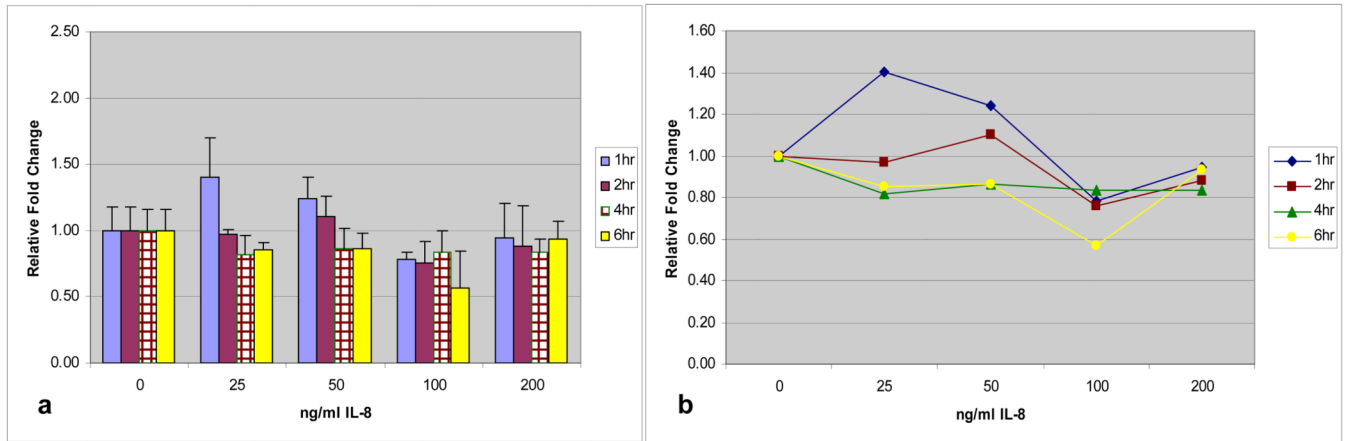 2.50
2.00
1.50
1.00
0.50
0.00
Relative Fold Change
0 25 50 100 200
ng/ml IL-8
1hr
2hr
4hr
6hr
a
1.60
1.40
1.20
1.00
0.80
0.60
0.40
0.20
0.00
Relative Fold Change
0 25 50 100 200
ng/ml IL-8
1hr
2hr
4hr
6hr
b